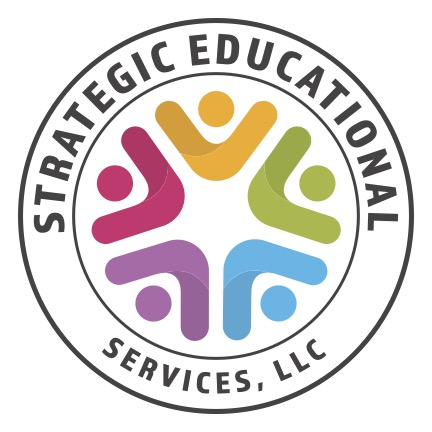 STRATEGIC EDUCATIONAL
SERVICES, LLC